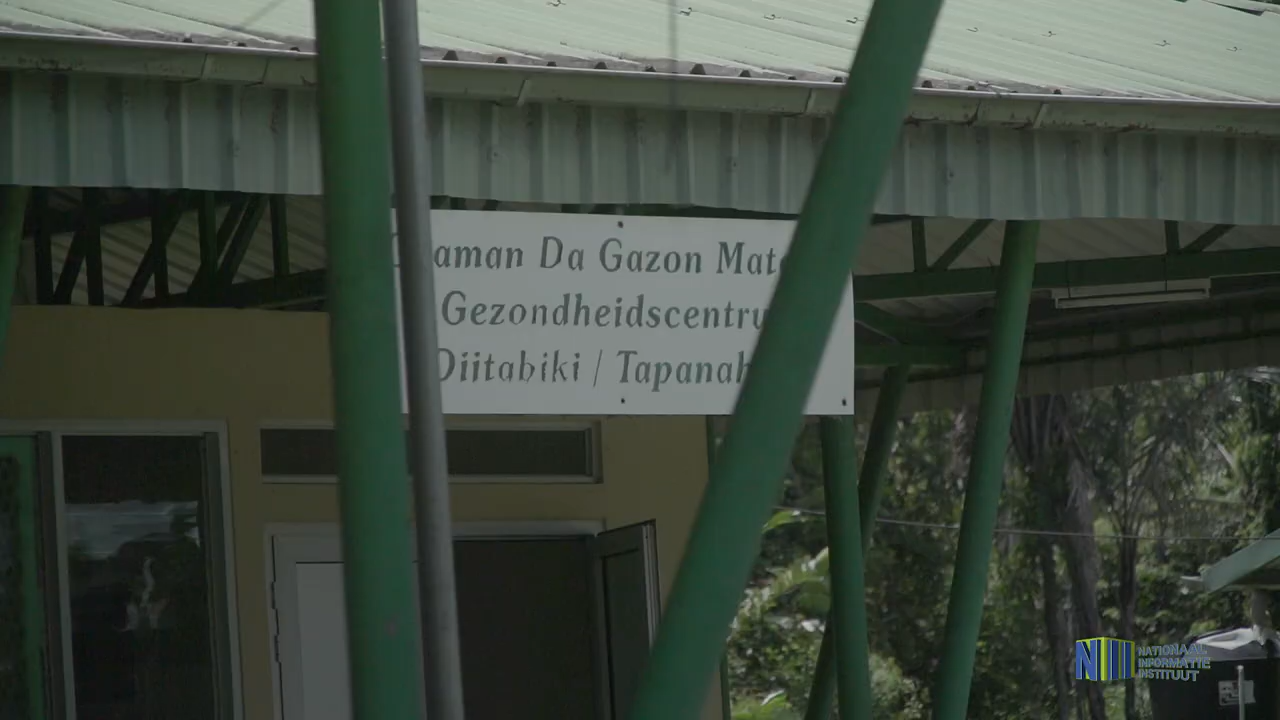 aman Da Gazon Mat
Gezondheidscentru
Diitabiki / Tapanah
NATIONAAL
INFORMATIE
INSTITUUT